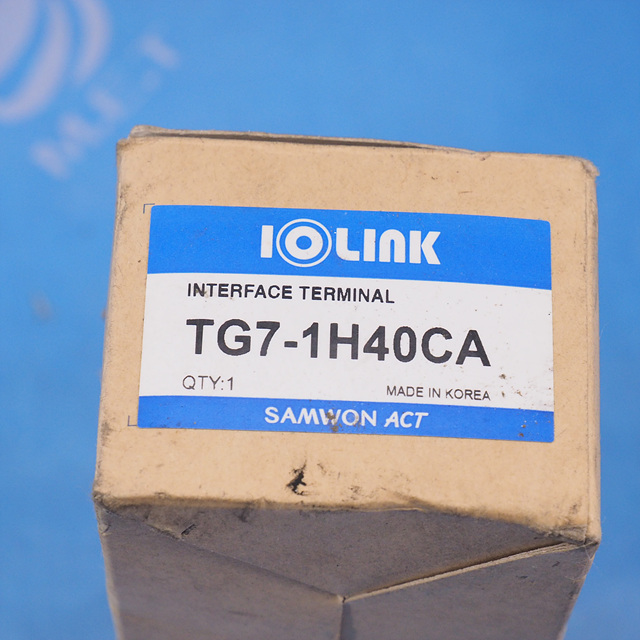 M.E.T
IOLINK
INTERFACE TERMINAL
TG7-1H40CA
QTY:1
MADE IN KOREA
SAMWON ACT